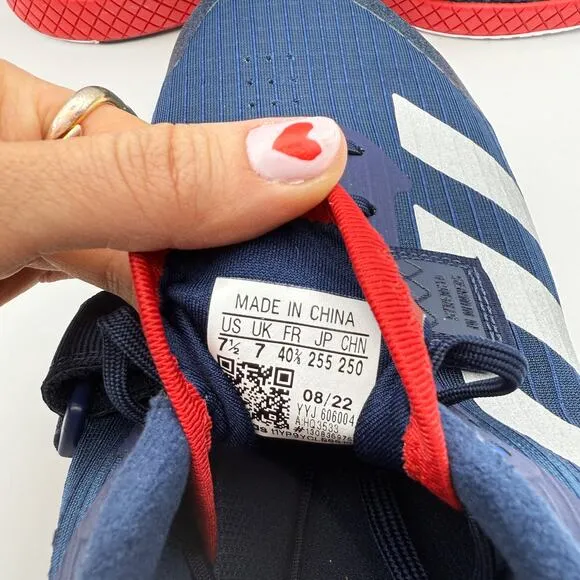 MADE IN CHINA
US UK FR JP CHN
7½ 7 40⅔ 255 250
08/22
YYJ 606004
HQ3533